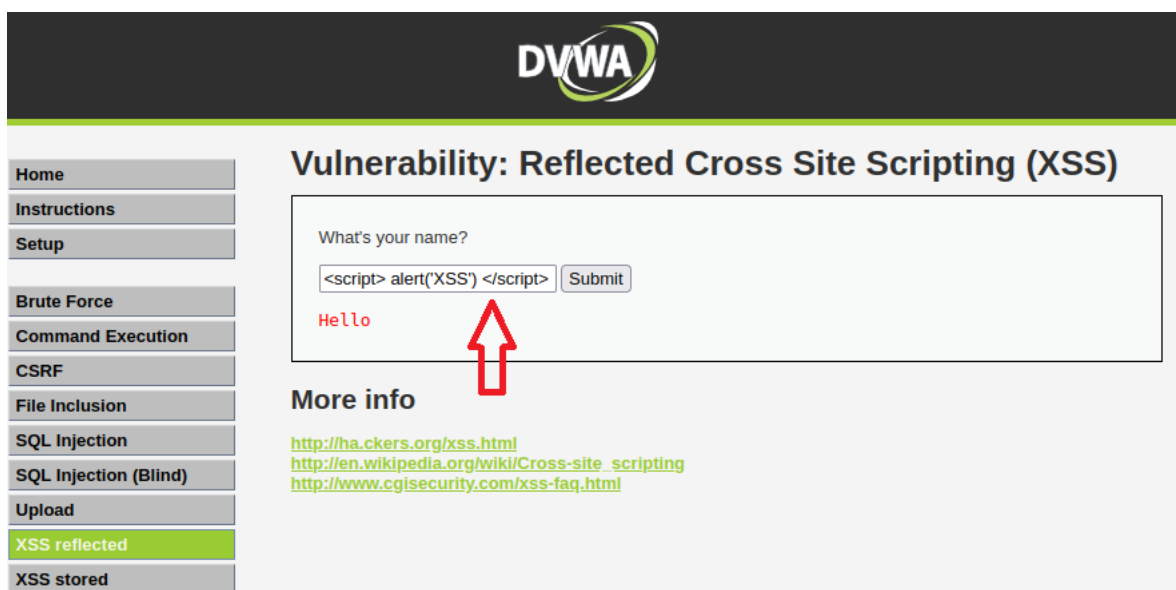 DVWA
Home
Instructions
Setup
Brute Force
Command Execution
CSRF
File Inclusion
SQL Injection
SQL Injection (Blind)
Upload
XSS reflected
XSS stored
Vulnerability: Reflected Cross Site Scripting (XSS)
What's your name?
<script> alert('XSS') </script> Submit
Hello
More info
http://ha.ckers.org/xss.html
http://en.wikipedia.org/wiki/Cross-site_scripting
http://www.cgisecurity.com/xss-faq.html